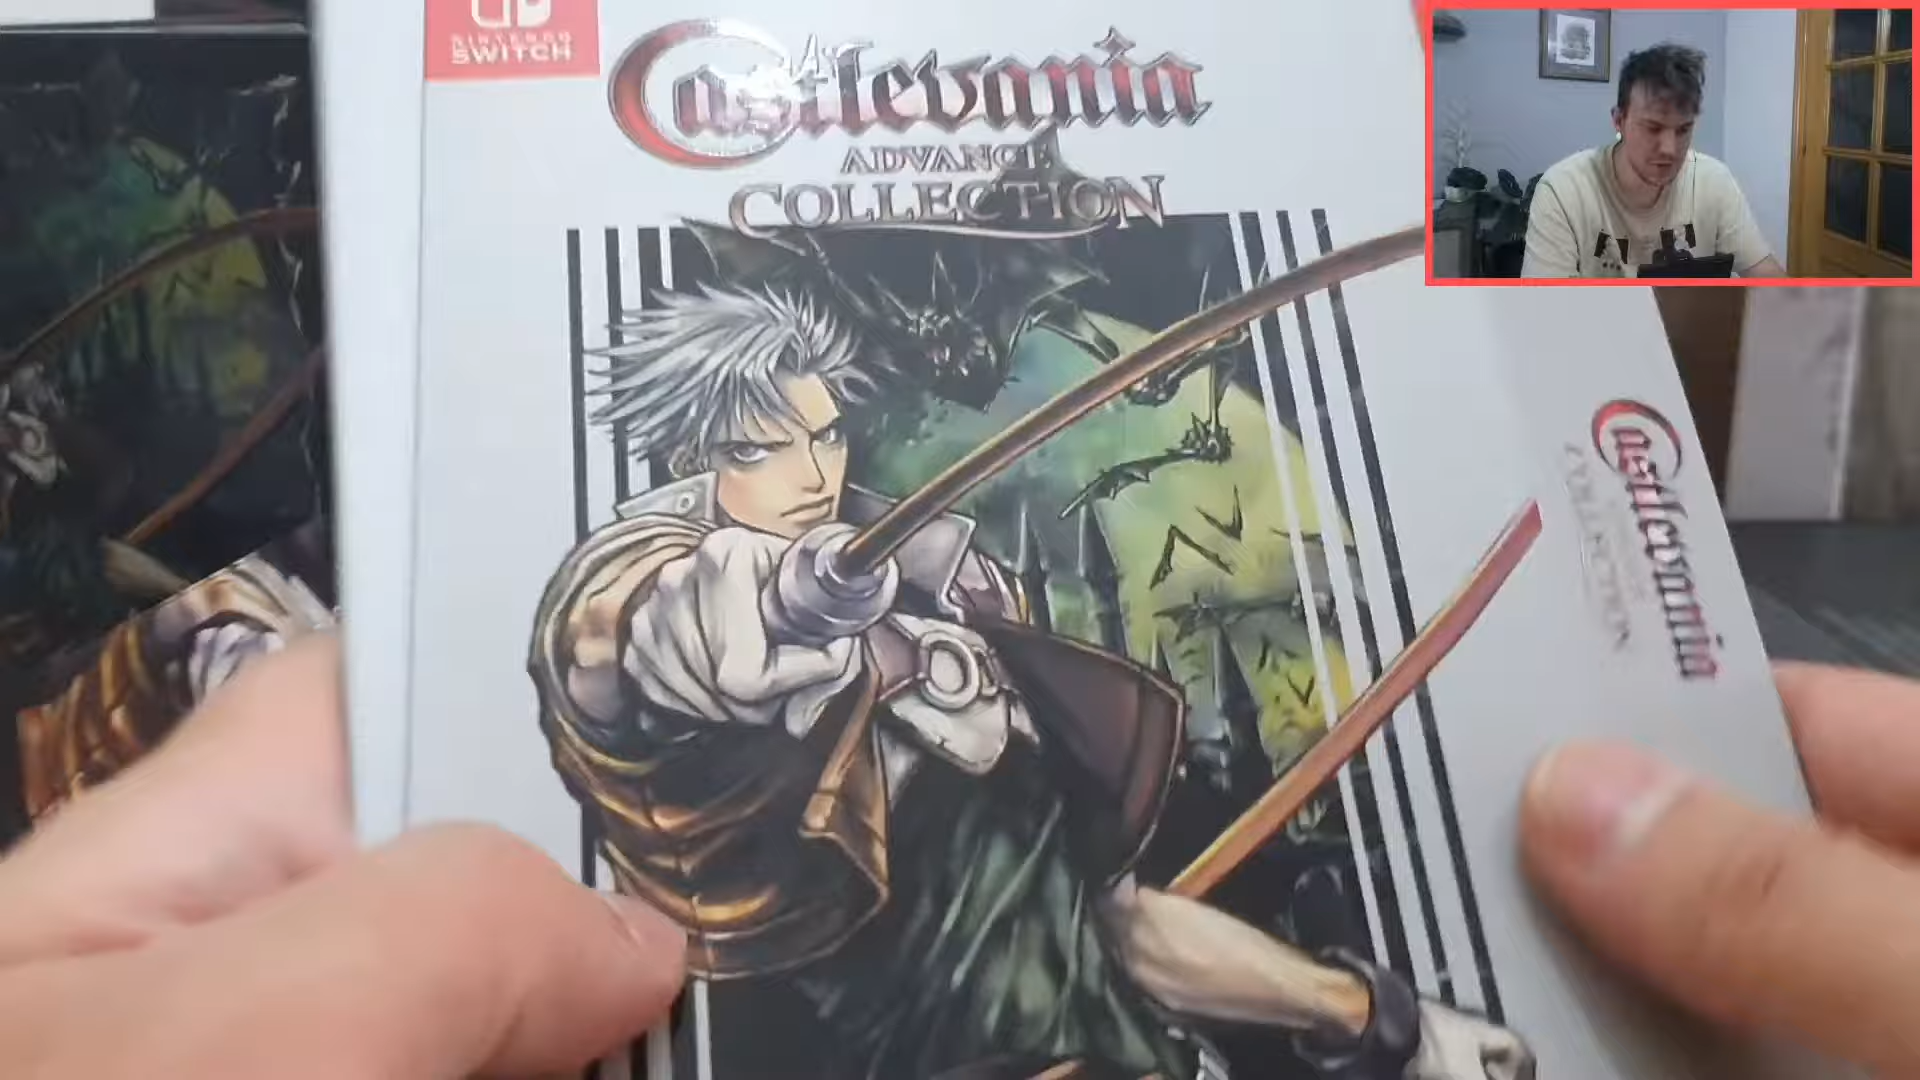 NINTENDO
SWITCH
Castlevania
ADVANCE
COLLECTION
Castlevania
COLLECTION